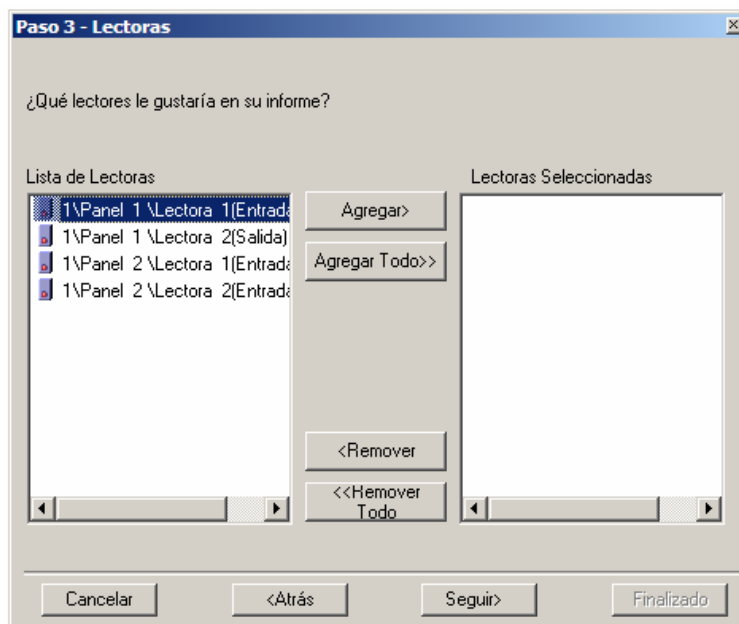 Paso 3 - Lectoras
¿Qué lectores le gustaría en su informe?
Lista de Lectoras
Lectoras Seleccionadas
1\Panel 1 \Lectora 1(Entrada
1\Panel 1 \Lectora 2(Salida)
1\Panel 2 \Lectora 1(Entrada
1\Panel 2 \Lectora 2(Entrada
Agregar>
Agregar Todo>>
<Remover
<<Remover
Todo
Cancelar
<Atrás
Seguir>
Finalizado